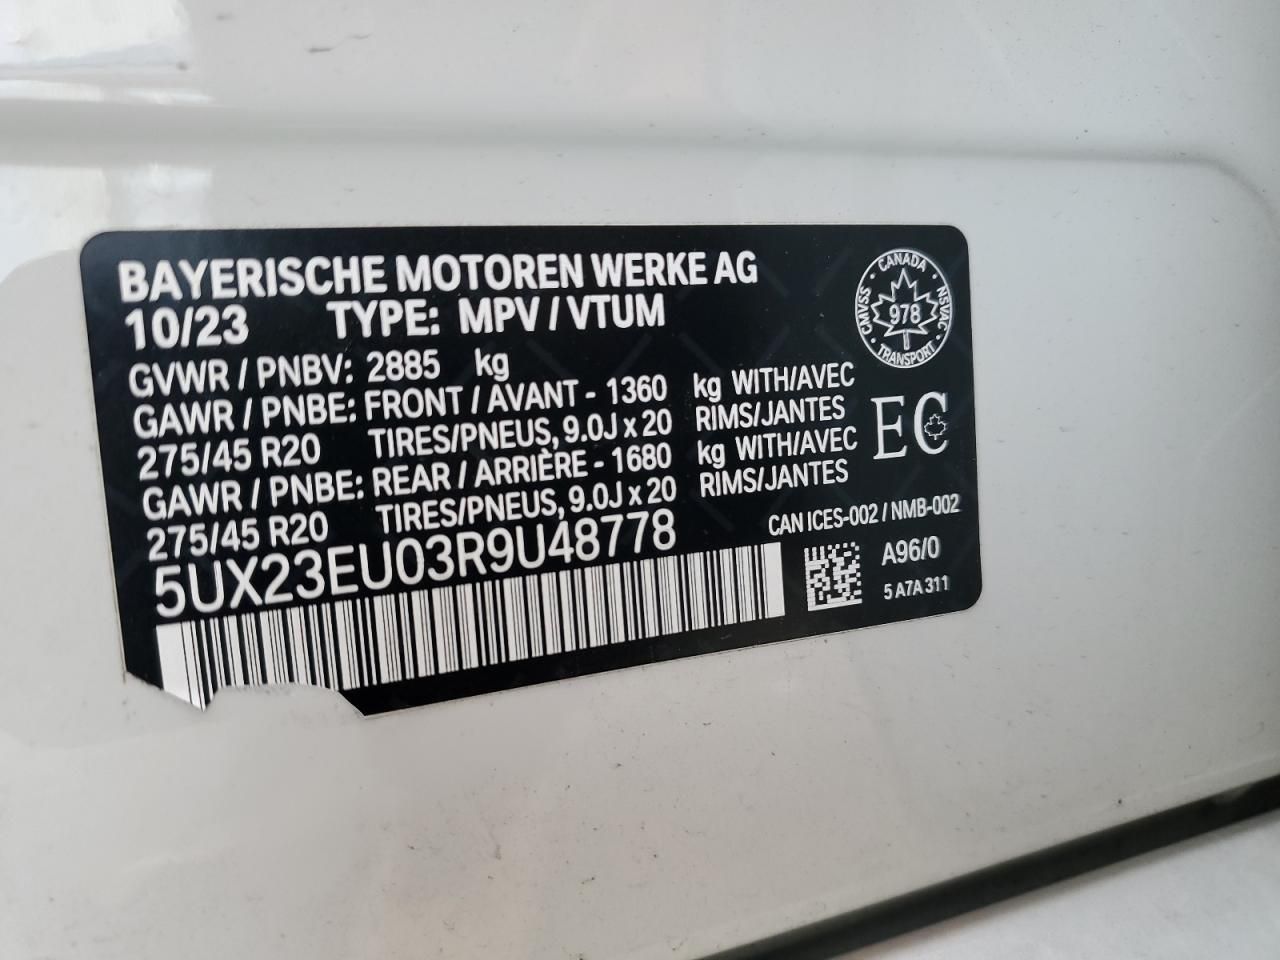 BAYERISCHE MOTOREN WERKE AG
10/23 TYPE: MPV / VTUM
GVWR / PNBV: 2885 kg
GAWR / PNBE: FRONT / AVANT - 1360 kg WITH/AVEC
275/45 R20 TIRES/PNEUS, 9.0J x 20 RIMS/JANTES
GAWR / PNBE: REAR / ARRIÈRE - 1680 kg WITH/AVEC
275/45 R20 TIRES/PNEUS, 9.0J x 20 RIMS/JANTES
5UX23EU03R9U48778
CANADA
CMVSS 978 NSVAC
TRANSPORT
EC
CAN ICES-002 / NMB-002
A96/0
5 A7A 311